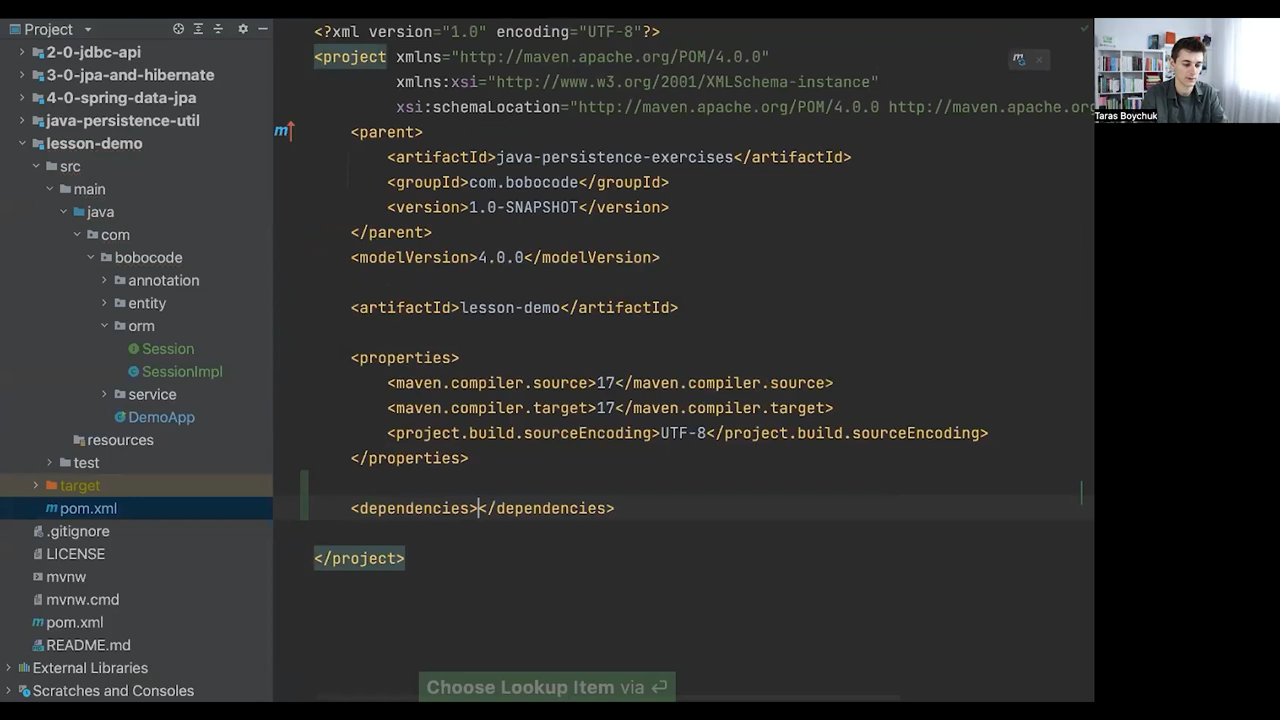 Project
2-0-jdbc-api
3-0-jpa-and-hibernate
4-0-spring-data-jpa
java-persistence-util
lesson-demo
src
main
java
com
bobocode
annotation
entity
orm
Session
SessionImpl
service
DemoApp
resources
test
target
pom.xml
.gitignore
LICENSE
mvnw
mvnw.cmd
pom.xml
README.md
External Libraries
Scratches and Consoles
<?xml version="1.0" encoding="UTF-8"?>
<project xmlns="http://maven.apache.org/POM/4.0.0"
xmlns:xsi="http://www.w3.org/2001/XMLSchema-instance"
xsi:schemaLocation="http://maven.apache.org/POM/4.0.0 http://maven.apache.org
<parent>
<artifactId>java-persistence-exercises</artifactId>
<groupId>com.bobocode</groupId>
<version>1.0-SNAPSHOT</version>
</parent>
<modelVersion>4.0.0</modelVersion>
<artifactId>lesson-demo</artifactId>
<properties>
<maven.compiler.source>17</maven.compiler.source>
<maven.compiler.target>17</maven.compiler.target>
<project.build.sourceEncoding>UTF-8</project.build.sourceEncoding>
</properties>
<dependencies></dependencies>
</project>
Choose Lookup Item via ↵
Taras Boychuk